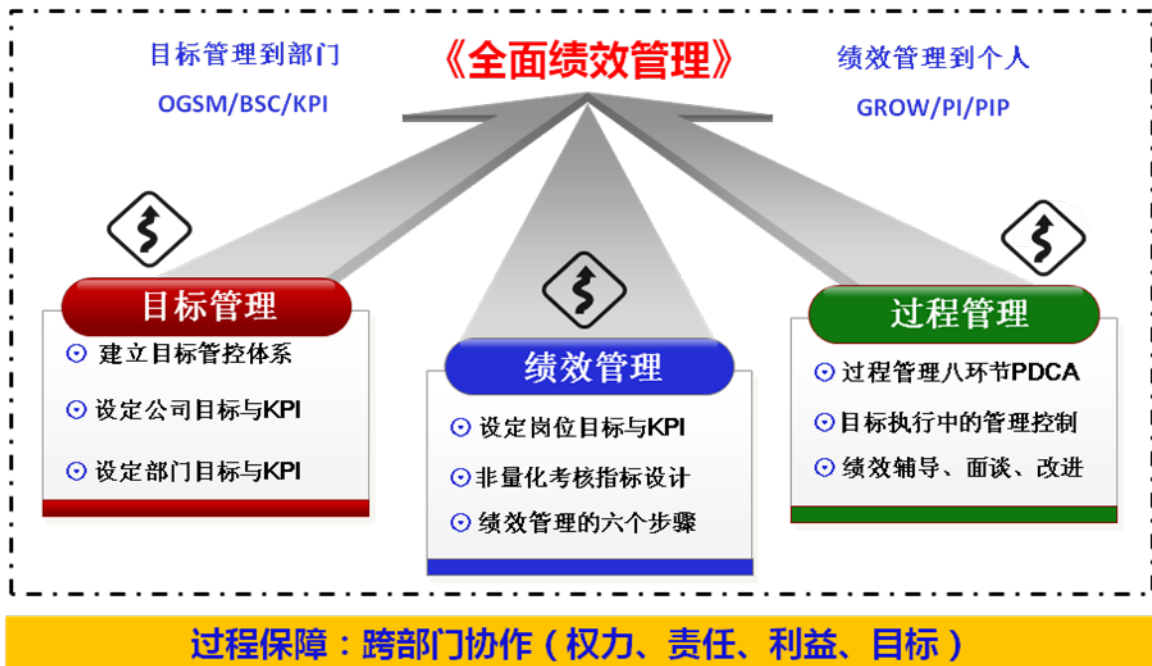 目标管理到部门
OGSM/BSC/KPI
《全面绩效管理》
绩效管理到个人
GROW/PI/PIP
目标管理
建立目标管控体系
设定公司目标与KPI
设定部门目标与KPI
绩效管理
设定岗位目标与KPI
非量化考核指标设计
绩效管理的六个步骤
过程管理
过程管理八环节PDCA
目标执行中的管理控制
绩效辅导、面谈、改进
过程保障：跨部门协作（权力、责任、利益、目标）